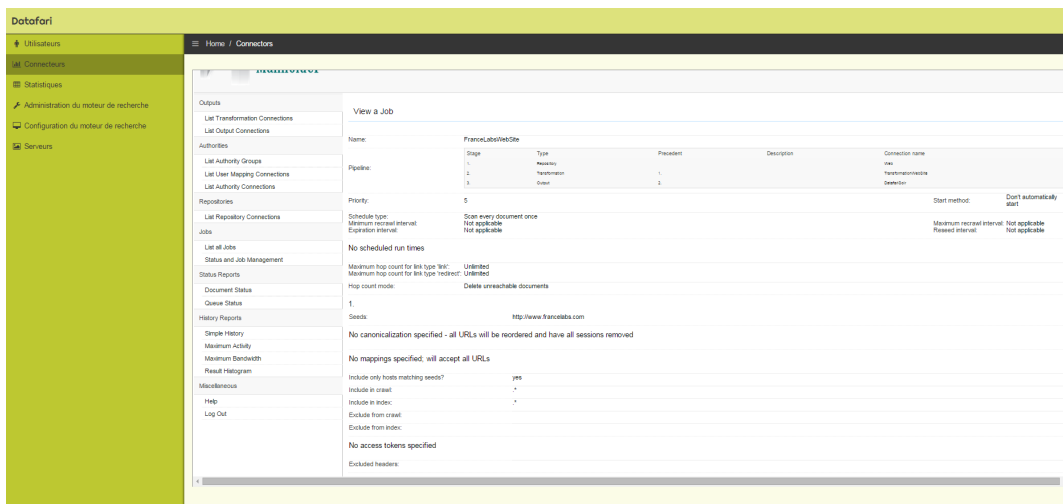 Datafari
Utilisateurs
Connecteurs
Statistiques
Administration du moteur de recherche
Configuration du moteur de recherche
Serveurs
Home / Connectors
Outputs
List Transformation Connections
List Output Connections
Authorities
List Authority Groups
List User Mapping Connections
List Authority Connections
Repositories
List Repository Connections
Jobs
List all Jobs
Status and Job Management
Status Reports
Document Status
Queue Status
History Reports
Simple History
Maximum Activity
Maximum Bandwidth
Result Histogram
Miscellaneous
Help
Log Out
View a Job
Name: FranceLabsWebSite
Pipeline:
Stage Type Precedent Description Connection name
1. Repository Web
2. Transformation 1. TransformationWebSite
3. Output 2. DatafariSolr
Priority: 5 Start method: Don't automatically start
Schedule type: Scan every document once
Minimum recrawl interval: Not applicable Maximum recrawl interval: Not applicable
Expiration interval: Not applicable Reseed interval: Not applicable
No scheduled run times
Maximum hop count for link type 'link': Unlimited
Maximum hop count for link type 'redirect': Unlimited
Hop count mode: Delete unreachable documents
1.
Seeds: http://www.francelabs.com
No canonicalization specified - all URLs will be reordered and have all sessions removed
No mappings specified; will accept all URLs
Include only hosts matching seeds? yes
Include in crawl: .*
Include in index: .*
Exclude from crawl:
Exclude from index:
No access tokens specified
Excluded headers: